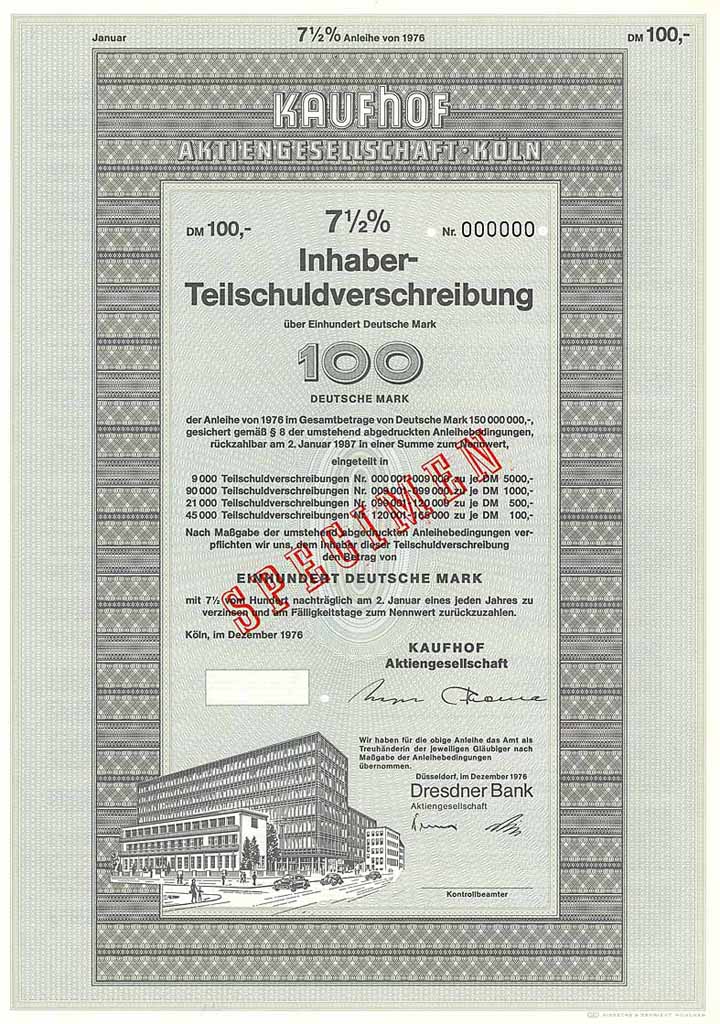 Januar 7½% Anleihe von 1976 DM 100,-
KAUFHOF
AKTIENGESELLSCHAFT · KÖLN
DM 100,- 7½% Nr. 000000
Inhaber-
Teilschuldverschreibung
über Einhundert Deutsche Mark
100
DEUTSCHE MARK
der Anleihe von 1976 im Gesamtbetrage von Deutsche Mark 150 000 000,-,
gesichert gemäß § 8 der umstehend abgedruckten Anleihebedingungen,
rückzahlbar am 2. Januar 1987 in einer Summe zum Nennwert,
eingeteilt in
9 000 Teilschuldverschreibungen Nr. 000 001-009 000 zu je DM 5000,-
90 000 Teilschuldverschreibungen Nr. 009 001-099 000 zu je DM 1000,-
21 000 Teilschuldverschreibungen Nr. 099 001-120 000 zu je DM 500,-
45 000 Teilschuldverschreibungen Nr. 120 001-165 000 zu je DM 100,-
SPECIMEN
Nach Maßgabe der umstehend abgedruckten Anleihebedingungen ver-
pflichten wir uns, dem Inhaber dieser Teilschuldverschreibung
den Betrag von
EINHUNDERT DEUTSCHE MARK
mit 7½ vom Hundert nachträglich am 2. Januar eines jeden Jahres zu
verzinsen und am Fälligkeitstage zum Nennwert zurückzuzahlen.
Köln, im Dezember 1976
KAUFHOF
Aktiengesellschaft
Wir haben für die obige Anleihe das Amt als
Treuhänderin der jeweiligen Gläubiger nach
Maßgabe der Anleihebedingungen
übernommen.
Düsseldorf, im Dezember 1976
Dresdner Bank
Aktiengesellschaft
Kontrollbeamter
GIESECKE & DEVRIENT MÜNCHEN